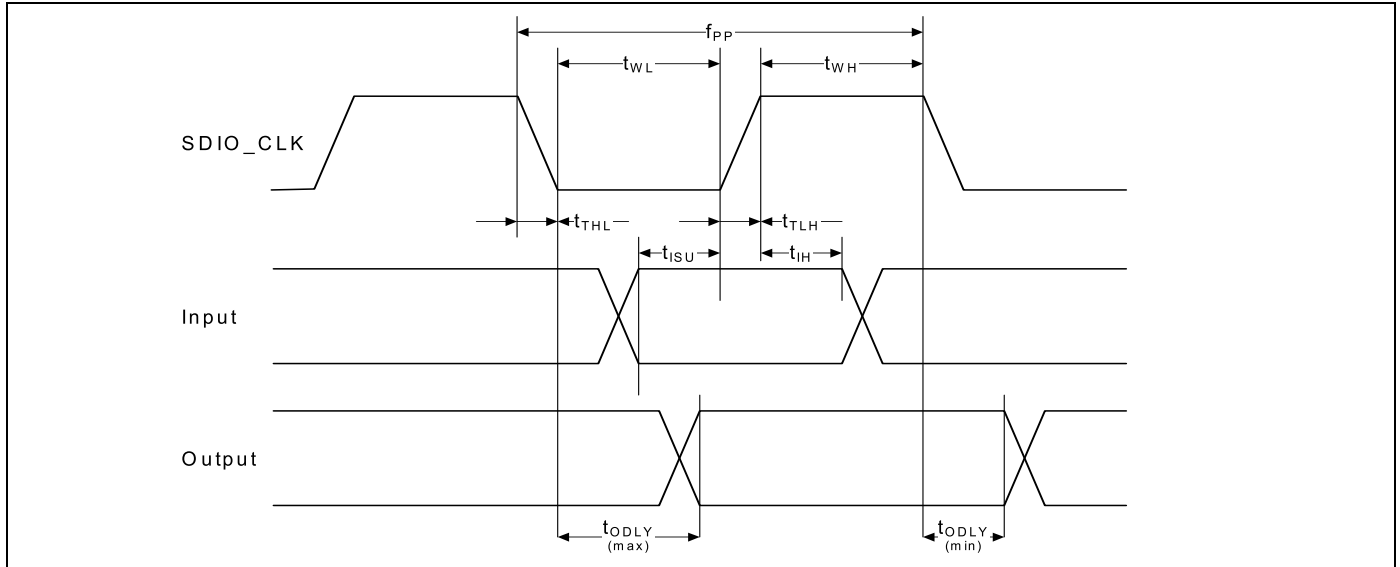 fPP
tWL
tWH
SDIO_CLK
tTHL
tTLH
tISU
tIH
Input
Output
tODLY
(max)
tODLY
(min)